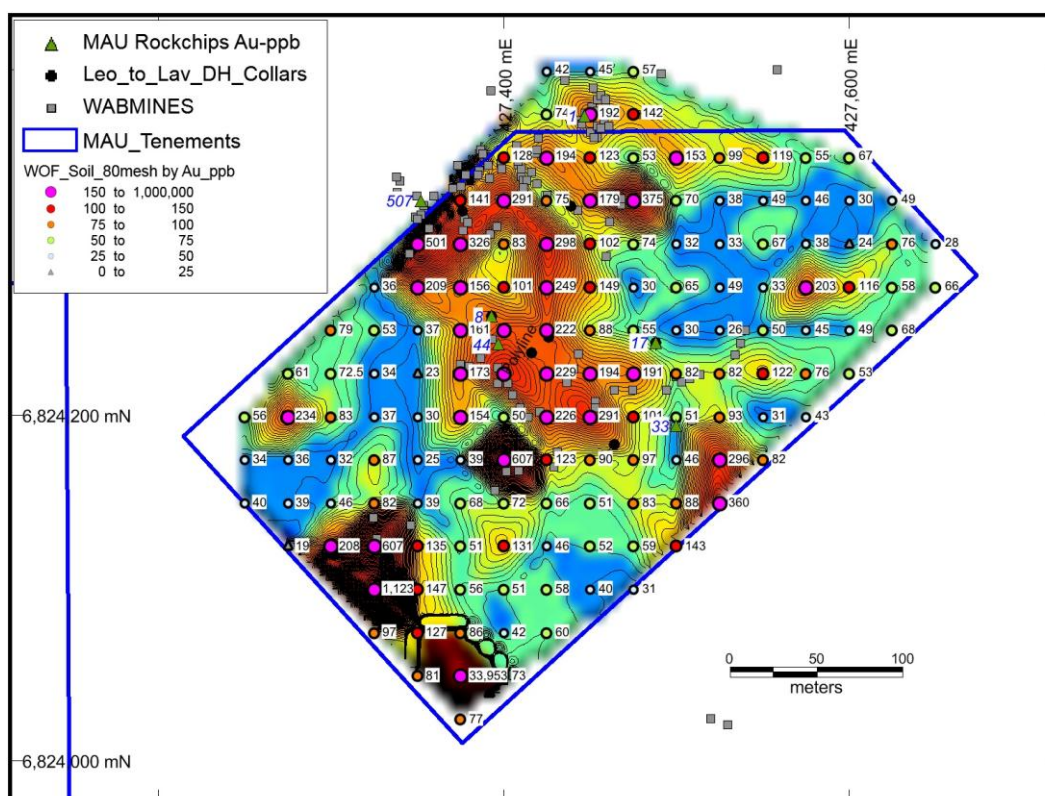 MAU Rockchips Au-ppb
Leo_to_Lav_DH_Collars
WABMINES
MAU_Tenements
WOF_Soil_80mesh by Au_ppb
150 to 1,000,000
100 to 150
75 to 100
50 to 75
25 to 50
0 to 25
427,400 mE
427,600 mE
6,824,200 mN
6,824,000 mN
42 45 57
1 74 192 142
128 194 123 53 153 99 119 55 67
507 141 291 75 179 375 70 38 49 46 30 49
501 326 83 298 102 74 32 33 67 38 24 76 28
36 209 156 101 249 149 30 65 49 33 203 116 58 66
8
79 53 37 161 222 88 55 30 26 50 45 49 68
44 17
61 72.5 34 23 173 229 194 191 82 82 122 76 53
56 234 83 37 30 154 50 226 291 101 51 93 31 43
33
34 36 32 87 25 39 607 123 90 97 46 296 82
40 39 46 82 39 68 72 66 51 83 88 360
19 208 607 135 51 131 46 52 59 143
1,123 147 56 51 58 40 31
97 127 86 42 60
81 33,953 73
77
0 50 100
meters